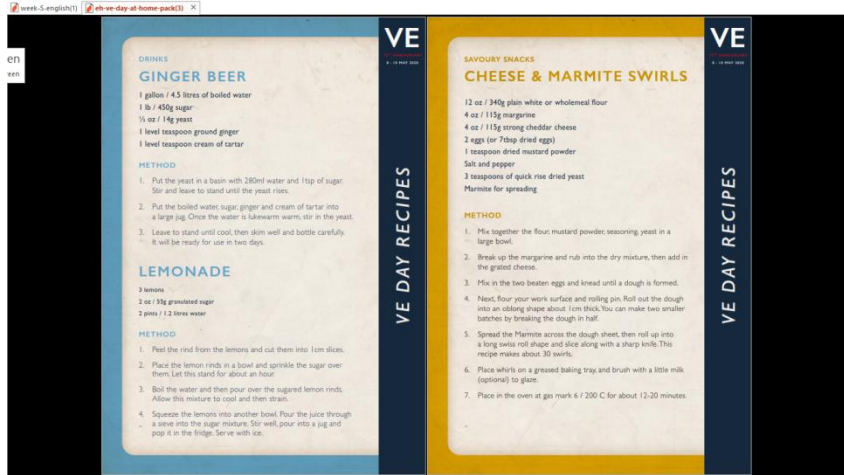 week-5-english(1)
eh-ve-day-at-home-pack(3)
en
reen
DRINKS
GINGER BEER
1 gallon / 4.5 litres of boiled water
1 lb / 450g sugar
½ oz / 14g yeast
1 level teaspoon ground ginger
1 level teaspoon cream of tartar
METHOD
1. Put the yeast in a basin with 280ml water and 1tsp of sugar.
Stir and leave to stand until the yeast rises.
2. Put the boiled water, sugar, ginger and cream of tartar into
a large jug. Once the water is lukewarm warm, stir in the yeast.
3. Leave to stand until cool, then skim well and bottle carefully.
It will be ready for use in two days.
LEMONADE
3 lemons
2 oz / 55g granulated sugar
2 pints / 1.2 litres water
METHOD
1. Peel the rind from the lemons and cut them into 1cm slices.
2. Place the lemon rinds in a bowl and sprinkle the sugar over
them. Let this stand for about an hour.
3. Boil the water and then pour over the sugared lemon rinds.
Allow this mixture to cool and then strain.
4. Squeeze the lemons into another bowl. Pour the juice through
a sieve into the sugar mixture. Stir well, pour into a jug and
pop it in the fridge. Serve with ice.
VE
8 - 10 MAY 2020
VE DAY RECIPES
SAVOURY SNACKS
CHEESE & MARMITE SWIRLS
12 oz / 340g plain white or wholemeal flour
4 oz / 115g margarine
4 oz / 115g strong cheddar cheese
2 eggs (or 7tbsp dried eggs)
1 teaspoon dried mustard powder
Salt and pepper
3 teaspoons of quick rise dried yeast
Marmite for spreading
METHOD
1. Mix together the flour, mustard powder, seasoning, yeast in a
large bowl.
2. Break up the margarine and rub into the dry mixture, then add in
the grated cheese.
3. Mix in the two beaten eggs and knead until a dough is formed.
4. Next, flour your work surface and rolling pin. Roll out the dough
into an oblong shape about 1cm thick. You can make two smaller
batches by breaking the dough in half.
5. Spread the Marmite across the dough sheet, then roll up into
a long swiss roll shape and slice along with a sharp knife. This
recipe makes about 30 swirls.
6. Place whirls on a greased baking tray, and brush with a little milk
(optional) to glaze.
7. Place in the oven at gas mark 6 / 200 C for about 12-20 minutes.
VE
8 - 10 MAY 2020
VE DAY RECIPES